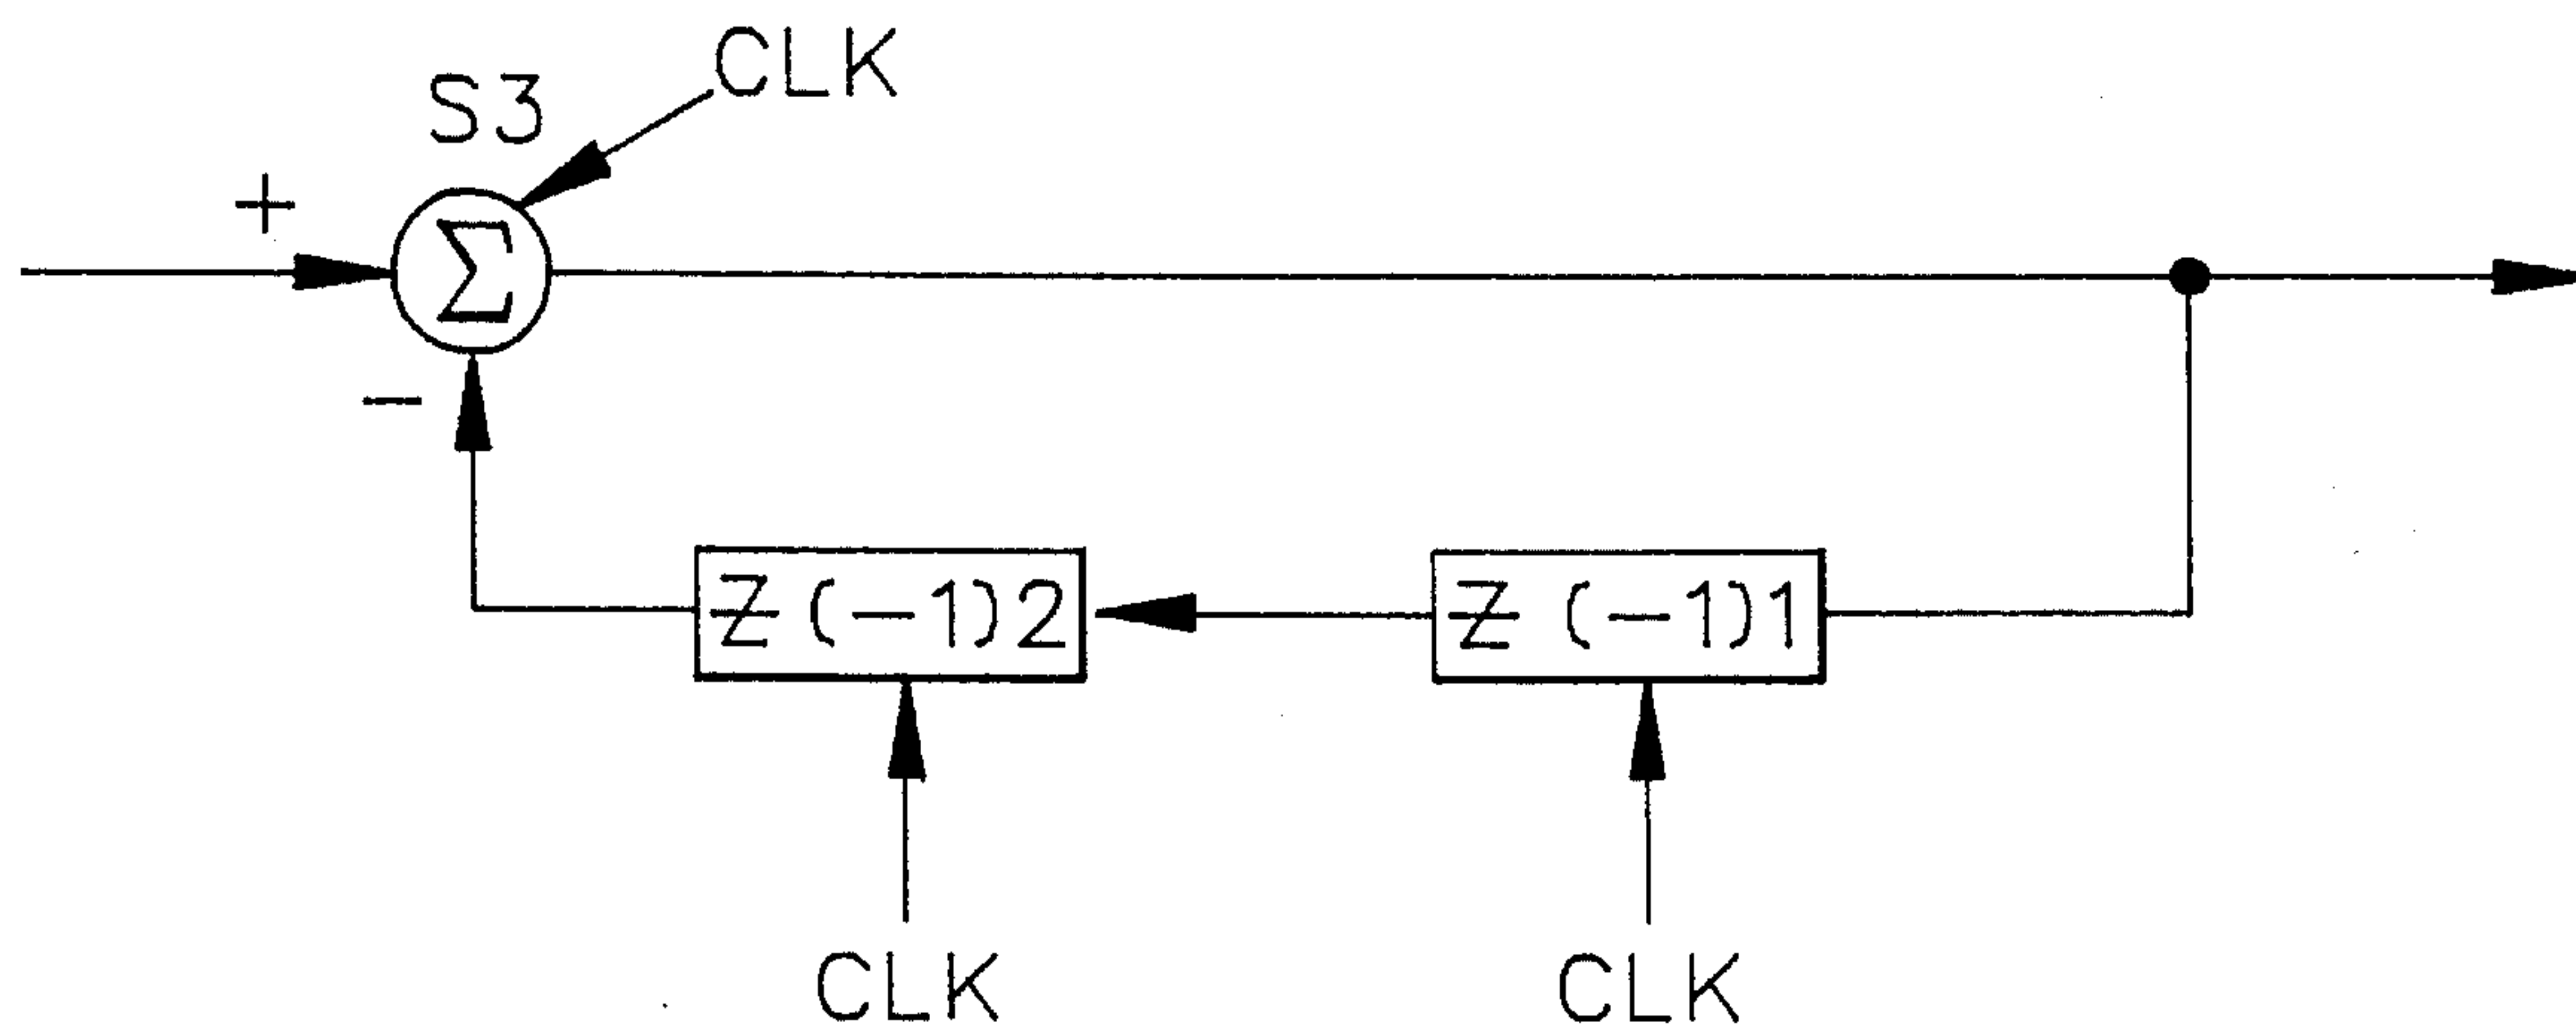 CLK
S3
+
Σ
-
Z(-1)2
Z (-1)1
CLK
CLK